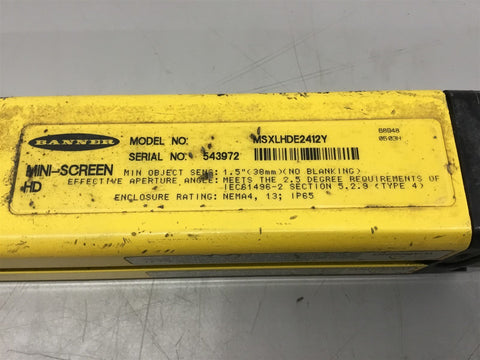 BANNER
MODEL NO: MSXLHDE2412Y
66948
0503H
SERIAL NO: 543972
MINI-SCREEN HD
MIN OBJECT SENS: 1.5"(38mm)(NO BLANKING)
EFFECTIVE APERTURE ANGLE: MEETS THE 2.5 DEGREE REQUIREMENTS OF
IEC61496-2 SECTION 5.2.9 (TYPE 4)
ENCLOSURE RATING: NEMA4, 13; IP65